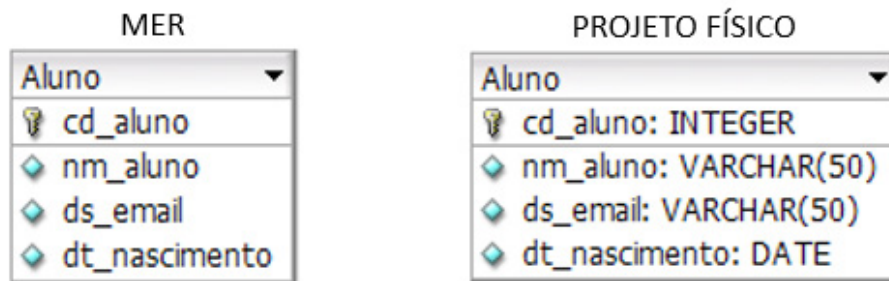 MER
Aluno
cd_aluno
nm_aluno
ds_email
dt_nascimento
PROJETO FÍSICO
Aluno
cd_aluno: INTEGER
nm_aluno: VARCHAR(50)
ds_email: VARCHAR(50)
dt_nascimento: DATE